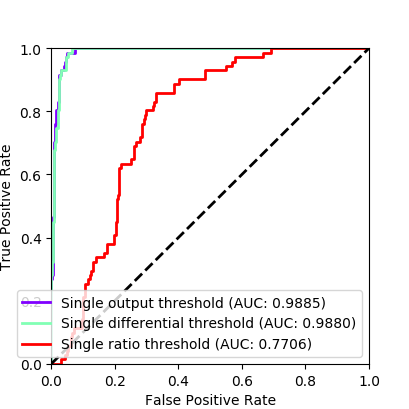 1.0
0.8
0.6
0.4
0.2
0.0
True Positive Rate
Single output threshold (AUC: 0.9885)
Single differential threshold (AUC: 0.9880)
Single ratio threshold (AUC: 0.7706)
0.0 0.2 0.4 0.6 0.8 1.0
False Positive Rate